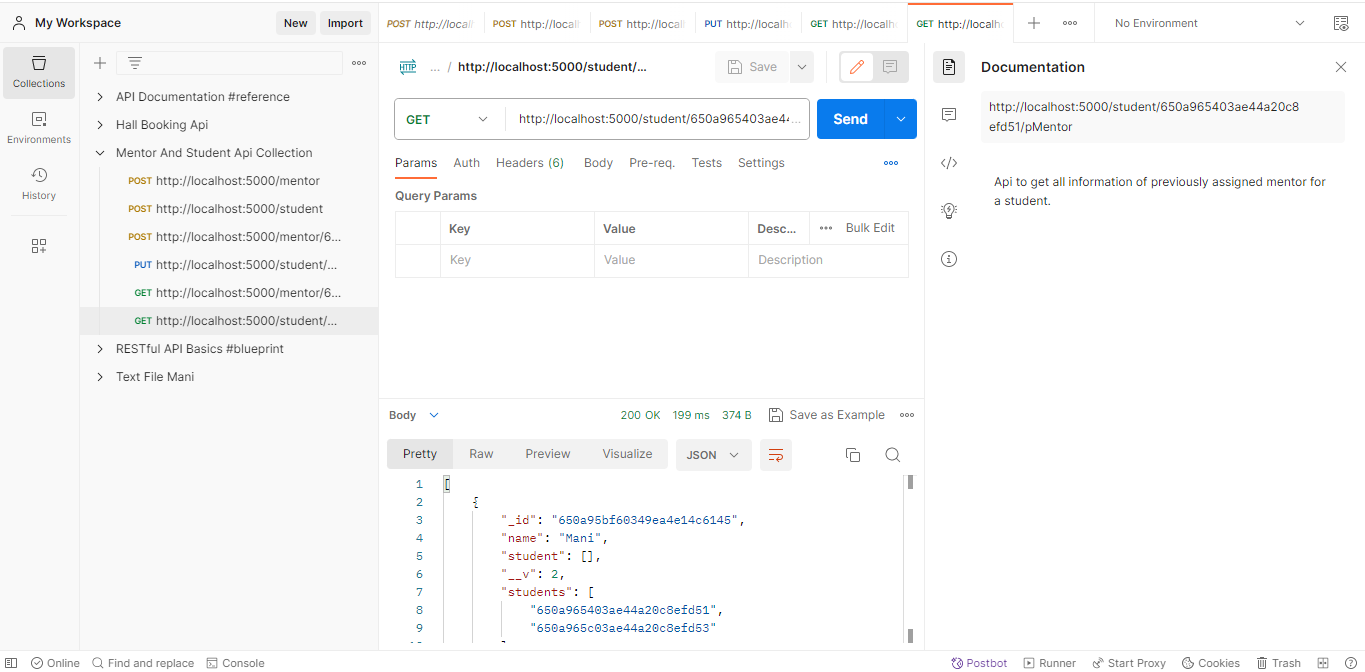 My Workspace
New
Import
POST http://local
POST http://local
POST http://local
PUT http://localh
GET http://localh
GET http://localh
No Environment
Collections
Environments
History
API Documentation #reference
Hall Booking Api
Mentor And Student Api Collection
POST http://localhost:5000/mentor
POST http://localhost:5000/student
POST http://localhost:5000/mentor/6...
PUT http://localhost:5000/student/...
GET http://localhost:5000/mentor/6...
GET http://localhost:5000/student/...
RESTful API Basics #blueprint
Text File Mani
HTTP ... / http://localhost:5000/student/...
Save
GET
http://localhost:5000/student/650a965403ae4...
Send
Params Auth Headers (6) Body Pre-req. Tests Settings
Query Params
Key Value Desc... Bulk Edit
Key Value Description
Documentation
http://localhost:5000/student/650a965403ae44a20c8
efd51/pMentor
Api to get all information of previously assigned mentor for
a student.
Body
200 OK 199 ms 374 B Save as Example
Pretty Raw Preview Visualize JSON
1 [
2 {
3 "_id": "650a95bf60349ea4e14c6145",
4 "name": "Mani",
5 "student": [],
6 "__v": 2,
7 "students": [
8 "650a965403ae44a20c8efd51",
9 "650a965c03ae44a20c8efd53"
Online Find and replace Console
Postbot Runner Start Proxy Cookies Trash